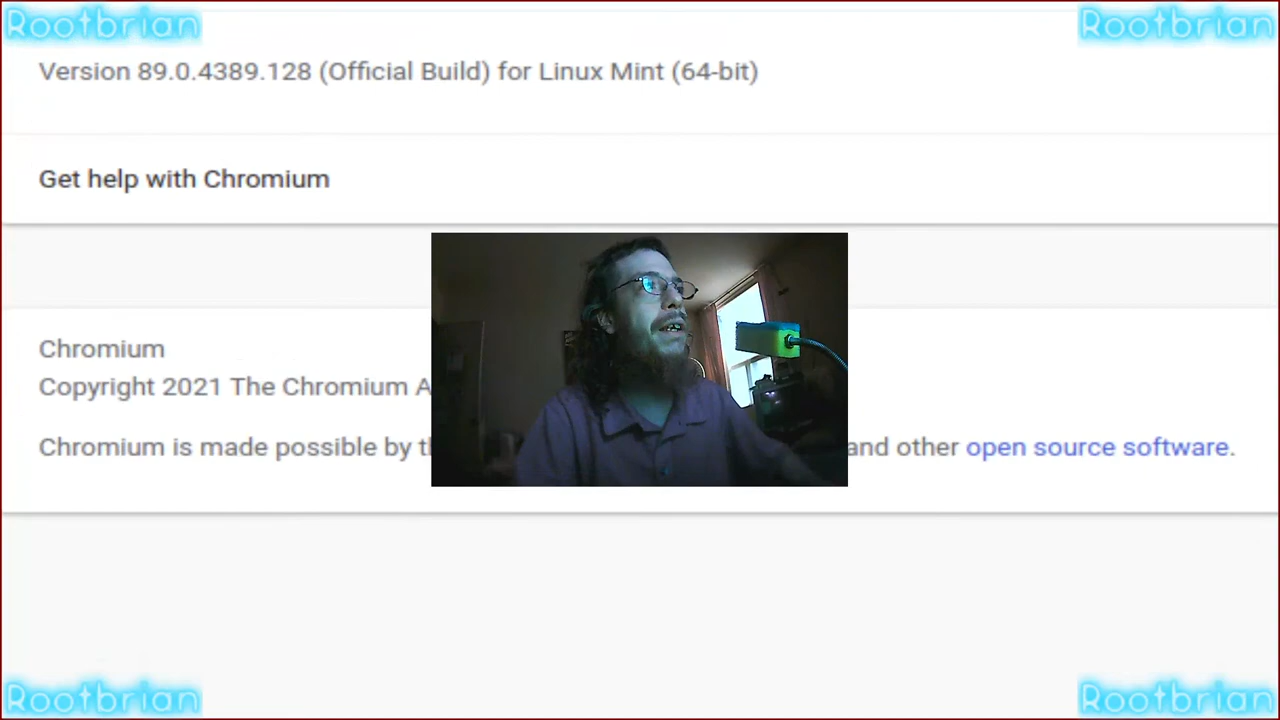 Rootbrian
Rootbrian
Version 89.0.4389.128 (Official Build) for Linux Mint (64-bit)
Get help with Chromium
Chromium
Copyright 2021 The Chromium A
Chromium is made possible by and other open source software.
Rootbrian
Rootbrian